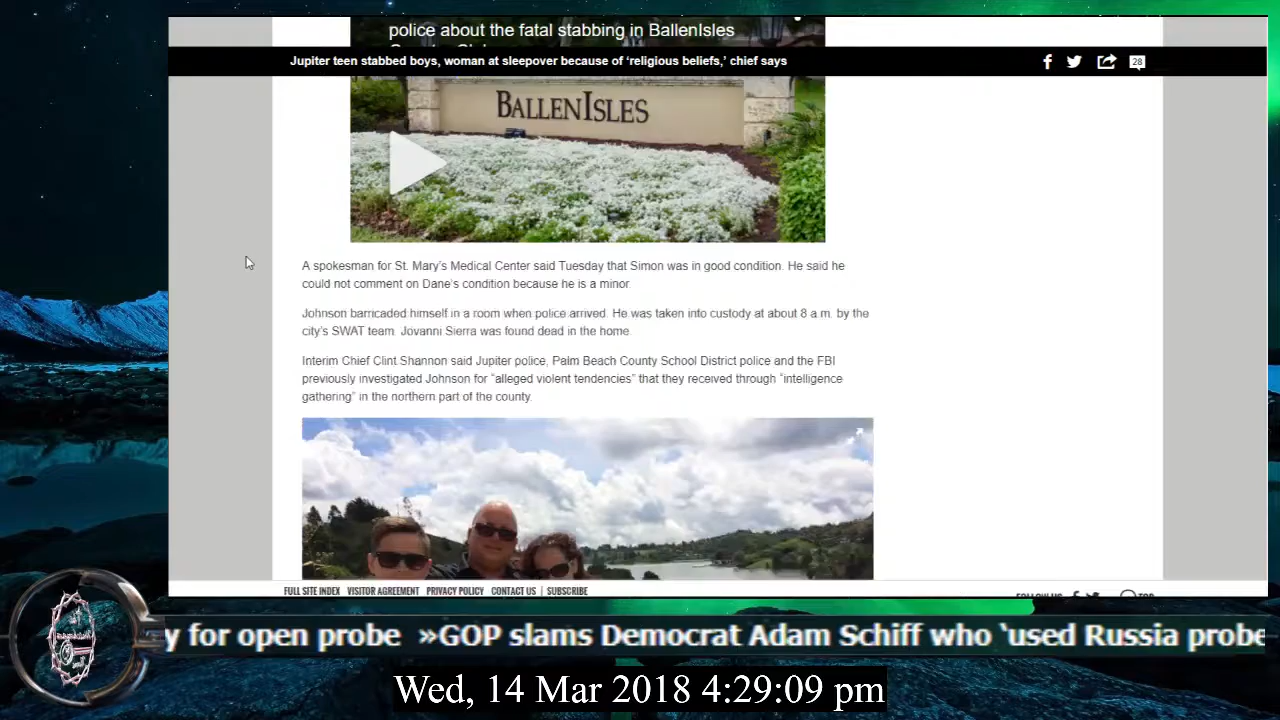 police about the fatal stabbing in BallenIsles
Jupiter teen stabbed boys, woman at sleepover because of ‘religious beliefs,’ chief says
28
BALLENISLES
A spokesman for St. Mary’s Medical Center said Tuesday that Simon was in good condition. He said he
could not comment on Dane’s condition because he is a minor.
Johnson barricaded himself in a room when police arrived. He was taken into custody at about 8 a.m. by the
city’s SWAT team. Jovanni Sierra was found dead in the home.
Interim Chief Clint Shannon said Jupiter police, Palm Beach County School District police and the FBI
previously investigated Johnson for “alleged violent tendencies” that they received through “intelligence
gathering” in the northern part of the county.
FULL SITE INDEX VISITOR AGREEMENT PRIVACY POLICY CONTACT US | SUBSCRIBE
FOLLOW US TOP
y for open probe »GOP slams Democrat Adam Schiff who ‘used Russia probe
Wed, 14 Mar 2018 4:29:09 pm